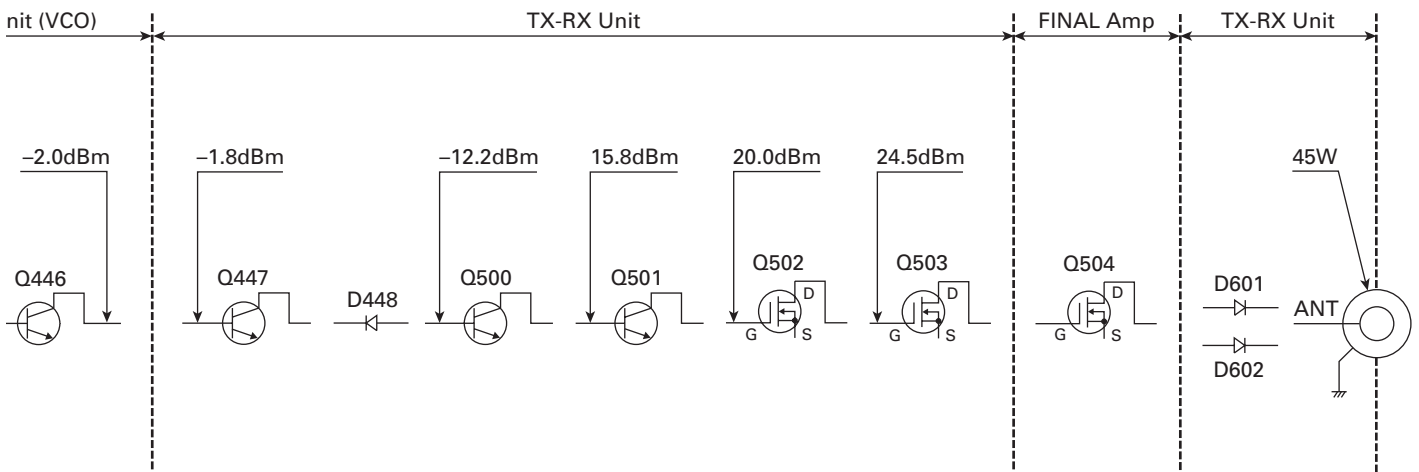 nit (VCO)
TX-RX Unit
FINAL Amp
TX-RX Unit
–2.0dBm
–1.8dBm
–12.2dBm
15.8dBm
20.0dBm
24.5dBm
45W
Q446
Q447
D448
Q500
Q501
Q502
D
G
S
Q503
D
G
S
Q504
D
G
S
D601
D602
ANT